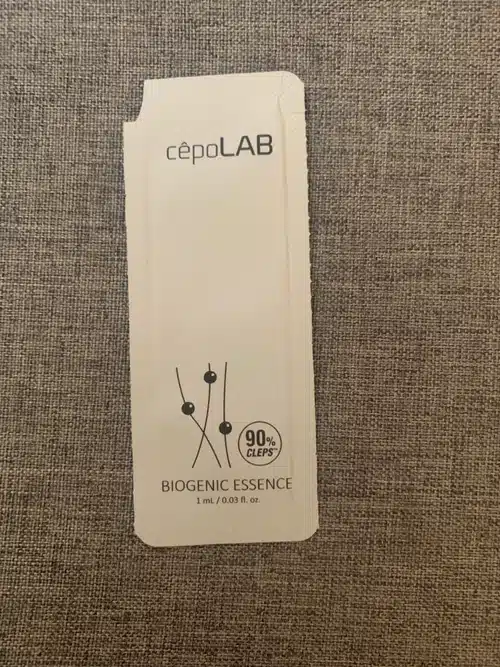 cêpoLAB
90%
CLEPS™
BIOGENIC ESSENCE
1 mL / 0.03 fl. oz.